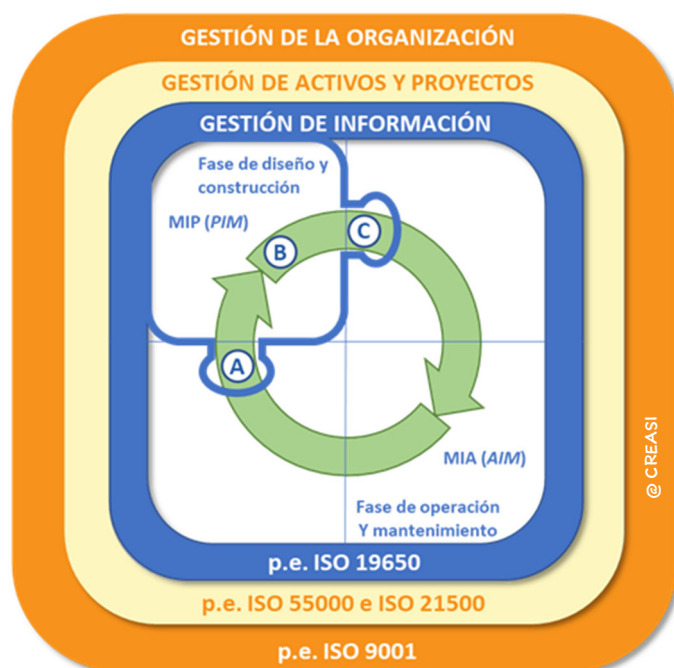 GESTIÓN DE LA ORGANIZACIÓN
GESTIÓN DE ACTIVOS Y PROYECTOS
GESTIÓN DE INFORMACIÓN
Fase de diseño y
construcción
MIP (PIM)
C
B
A
MIA (AIM)
Fase de operación
Y mantenimiento
@ CREASI
p.e. ISO 19650
p.e. ISO 55000 e ISO 21500
p.e. ISO 9001